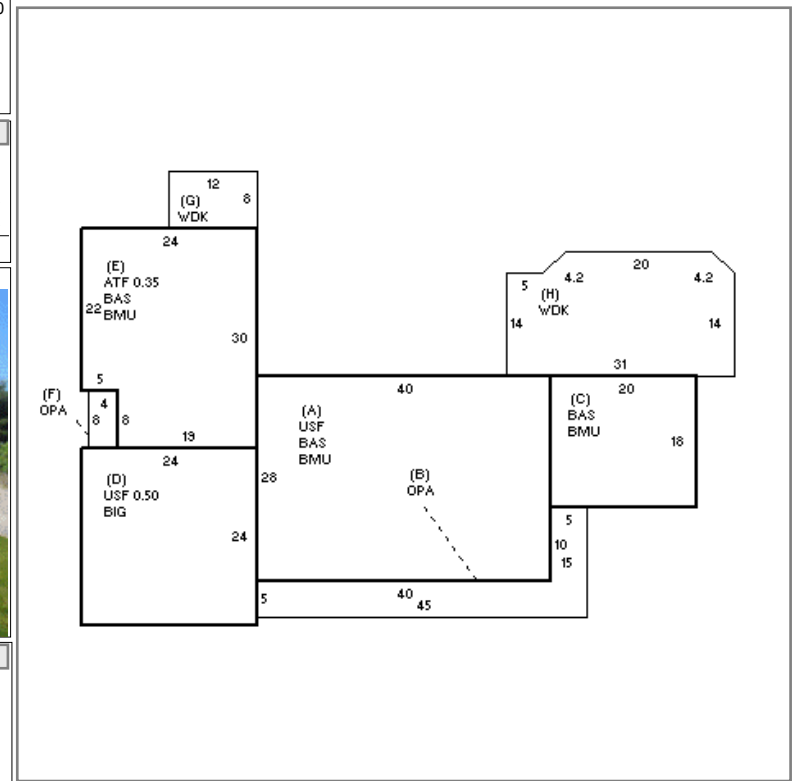 12
(G)
8
WDK
24
(E)
ATF 0.35
BAS
BMU
22
30
5
(F)
OPA
4
8
8
19
24
(D)
USF 0.50
BIG
24
20
4.2
4.2
5
(H)
WDK
14
14
31
40
(A)
USF
BAS
BMU
28
(B)
OPA
20
(C)
BAS
BMU
18
5
10
15
5
40
45